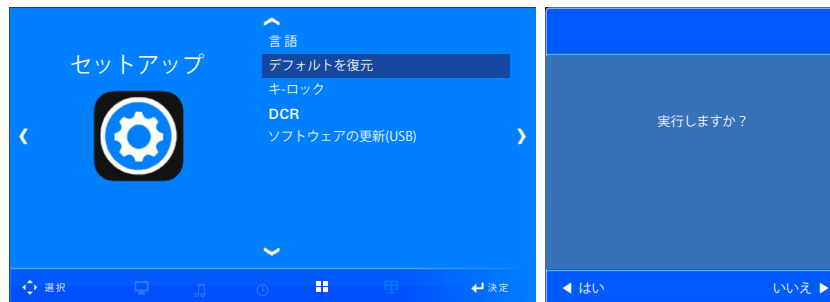 セットアップ
言語
デフォルトを復元
キ-ロック
DCR
ソフトウェアの更新(USB)
選択
決定
実行しますか？
はい
いいえ